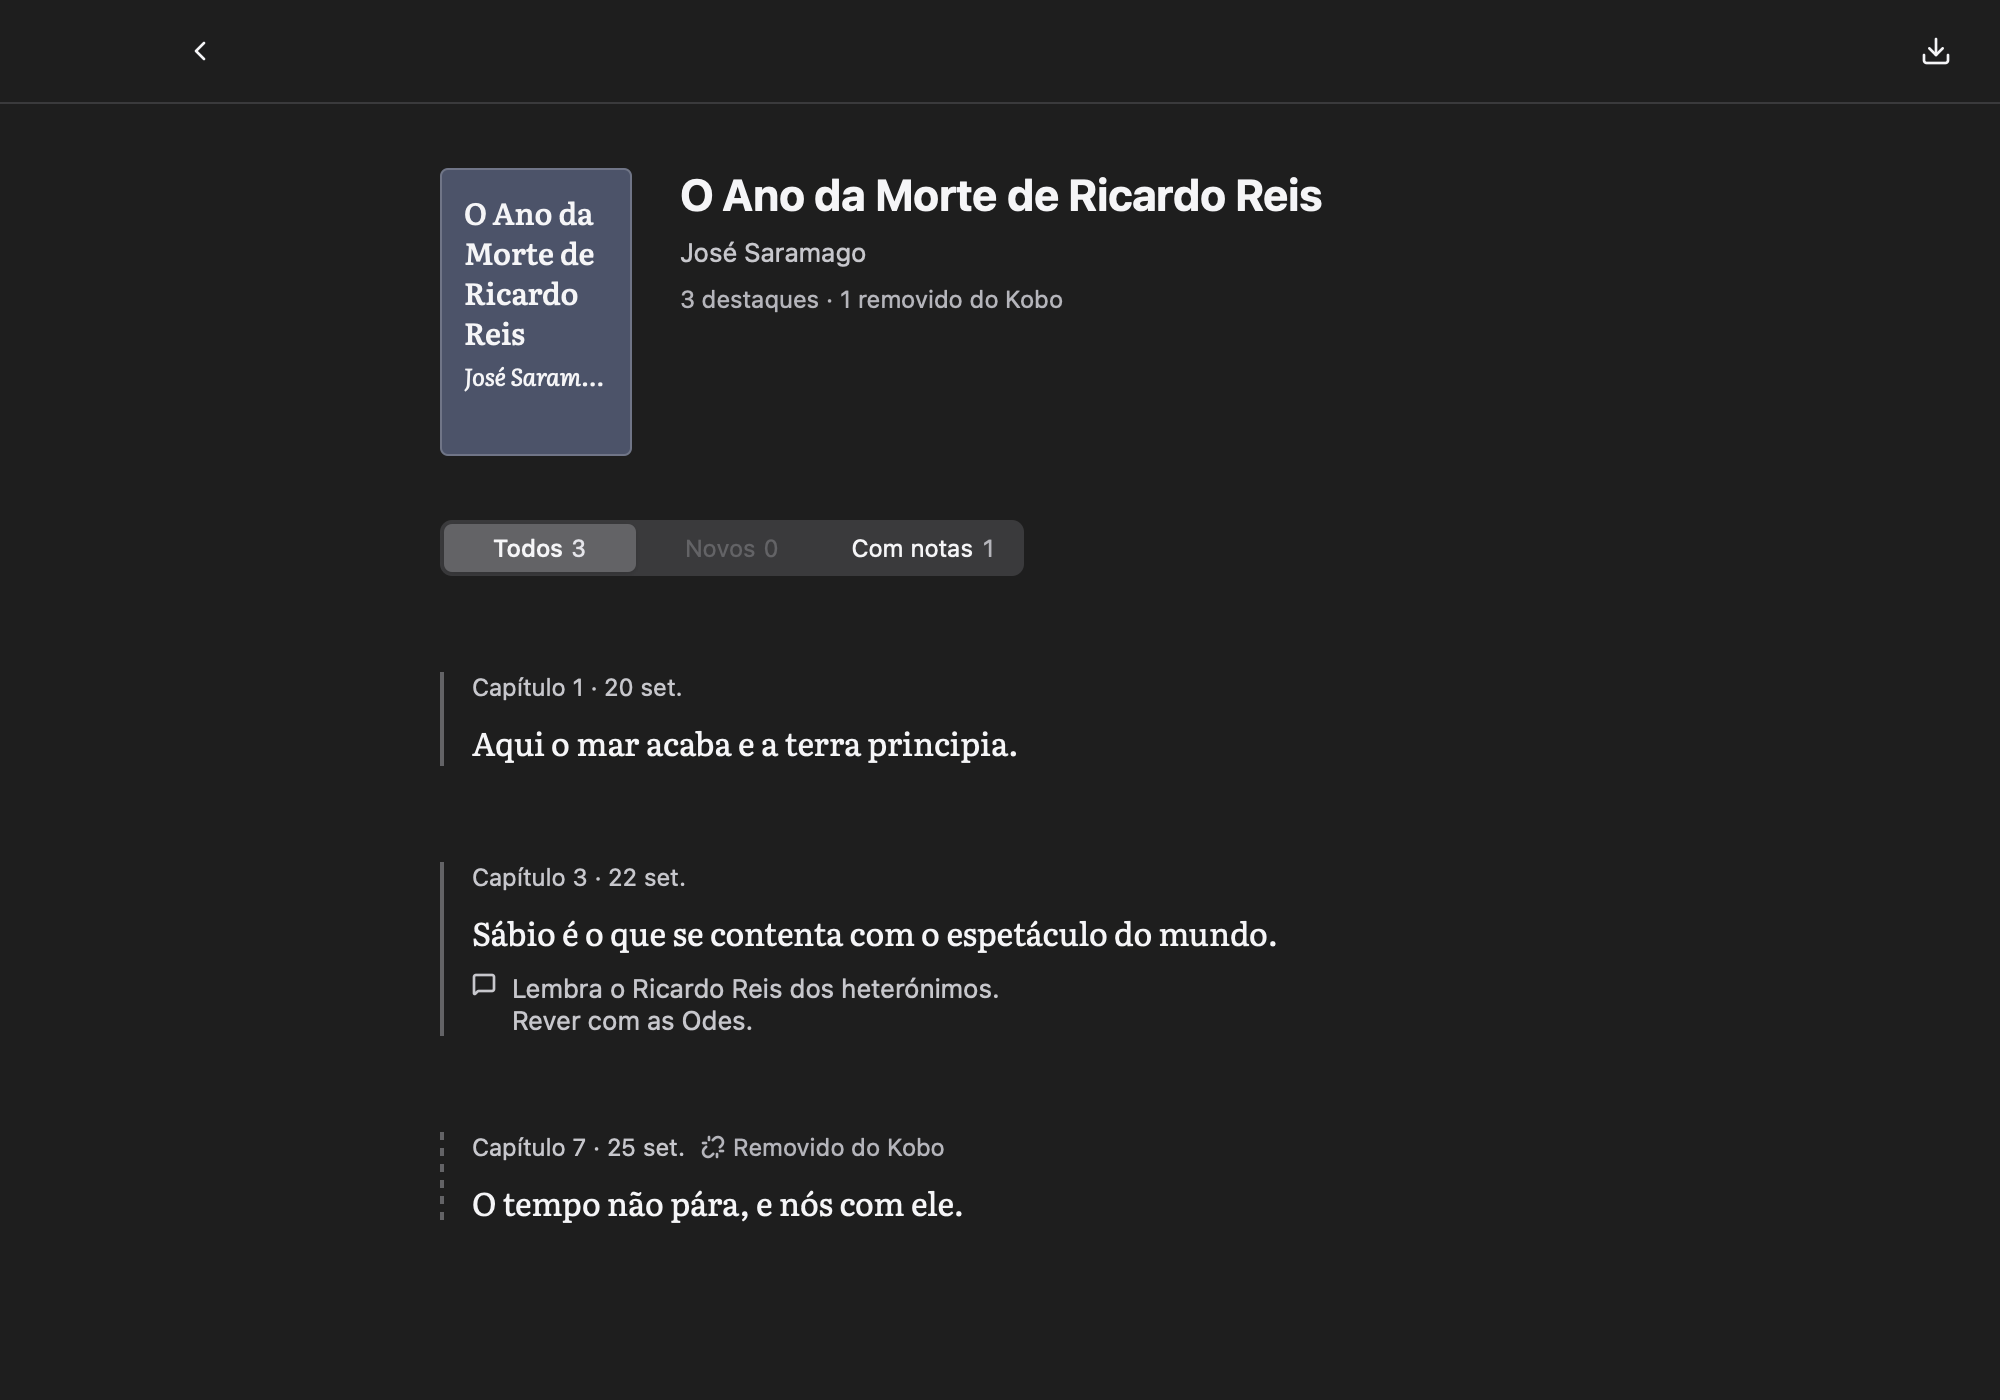 O Ano da
Morte de
Ricardo
Reis
José Saram...
O Ano da Morte de Ricardo Reis
José Saramago
3 destaques · 1 removido do Kobo
Todos 3
Novos 0
Com notas 1
Capítulo 1 · 20 set.
Aqui o mar acaba e a terra principia.
Capítulo 3 · 22 set.
Sábio é o que se contenta com o espetáculo do mundo.
Lembra o Ricardo Reis dos heterónimos.
Rever com as Odes.
Capítulo 7 · 25 set. Removido do Kobo
O tempo não pára, e nós com ele.